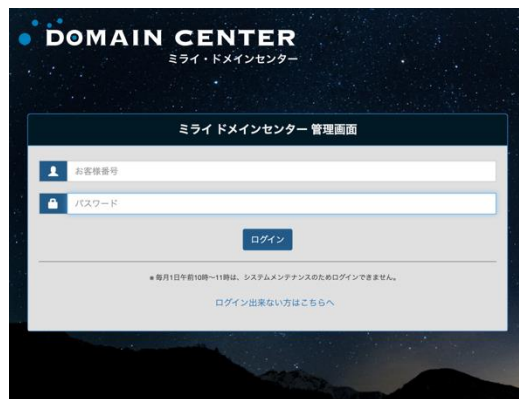 DOMAIN CENTER
ミライ・ドメインセンター
ミライ ドメインセンター 管理画面
お客様番号
パスワード
ログイン
※毎月1日午前10時〜11時は、システムメンテナンスのためログインできません。
ログイン出来ない方はこちらへ